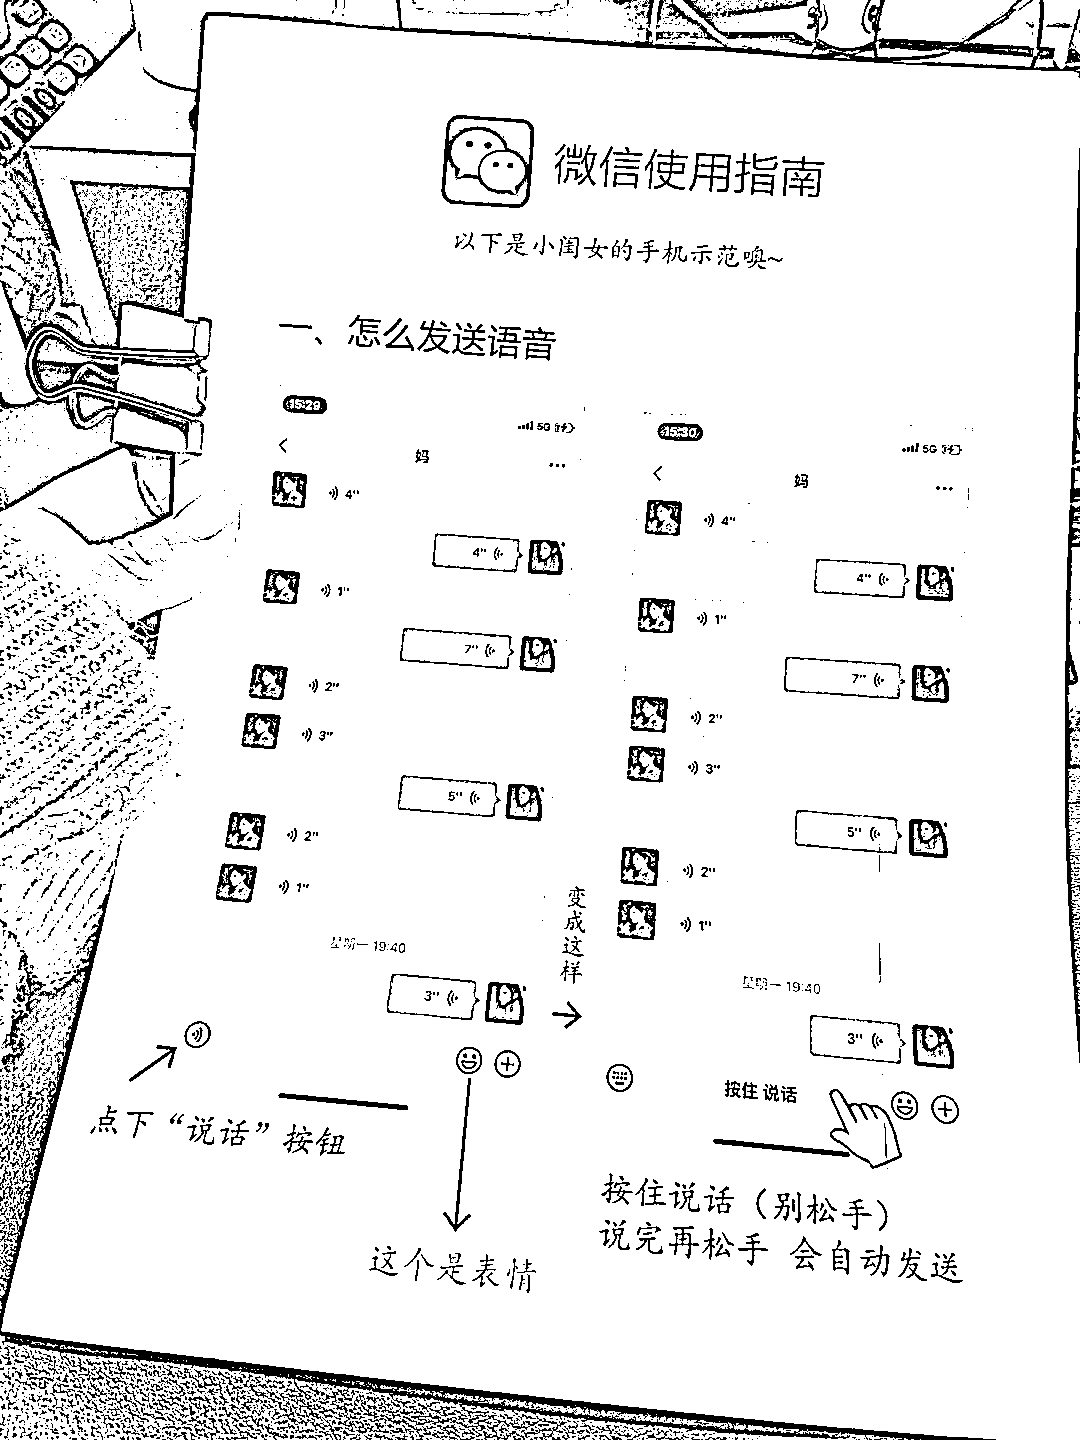 微信使用指南
以下是小闺女的手机示范噢~
一、怎么发送语音
15:29
5G
妈
4"
4"
1"
7"
2"
3"
5"
2"
1"
星期一 19:40
3"
点下“说话”按钮
这个是表情
变成这样
15:30
5G
妈
4"
4"
1"
7"
2"
3"
5"
2"
1"
星期一 19:40
3"
按住 说话
按住说话（别松手）
说完再松手 会自动发送